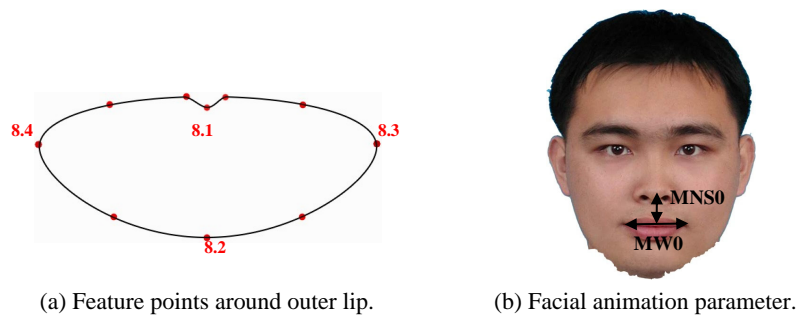 8.4
8.1
8.3
8.2
MNS0
MW0
(a) Feature points around outer lip.
(b) Facial animation parameter.